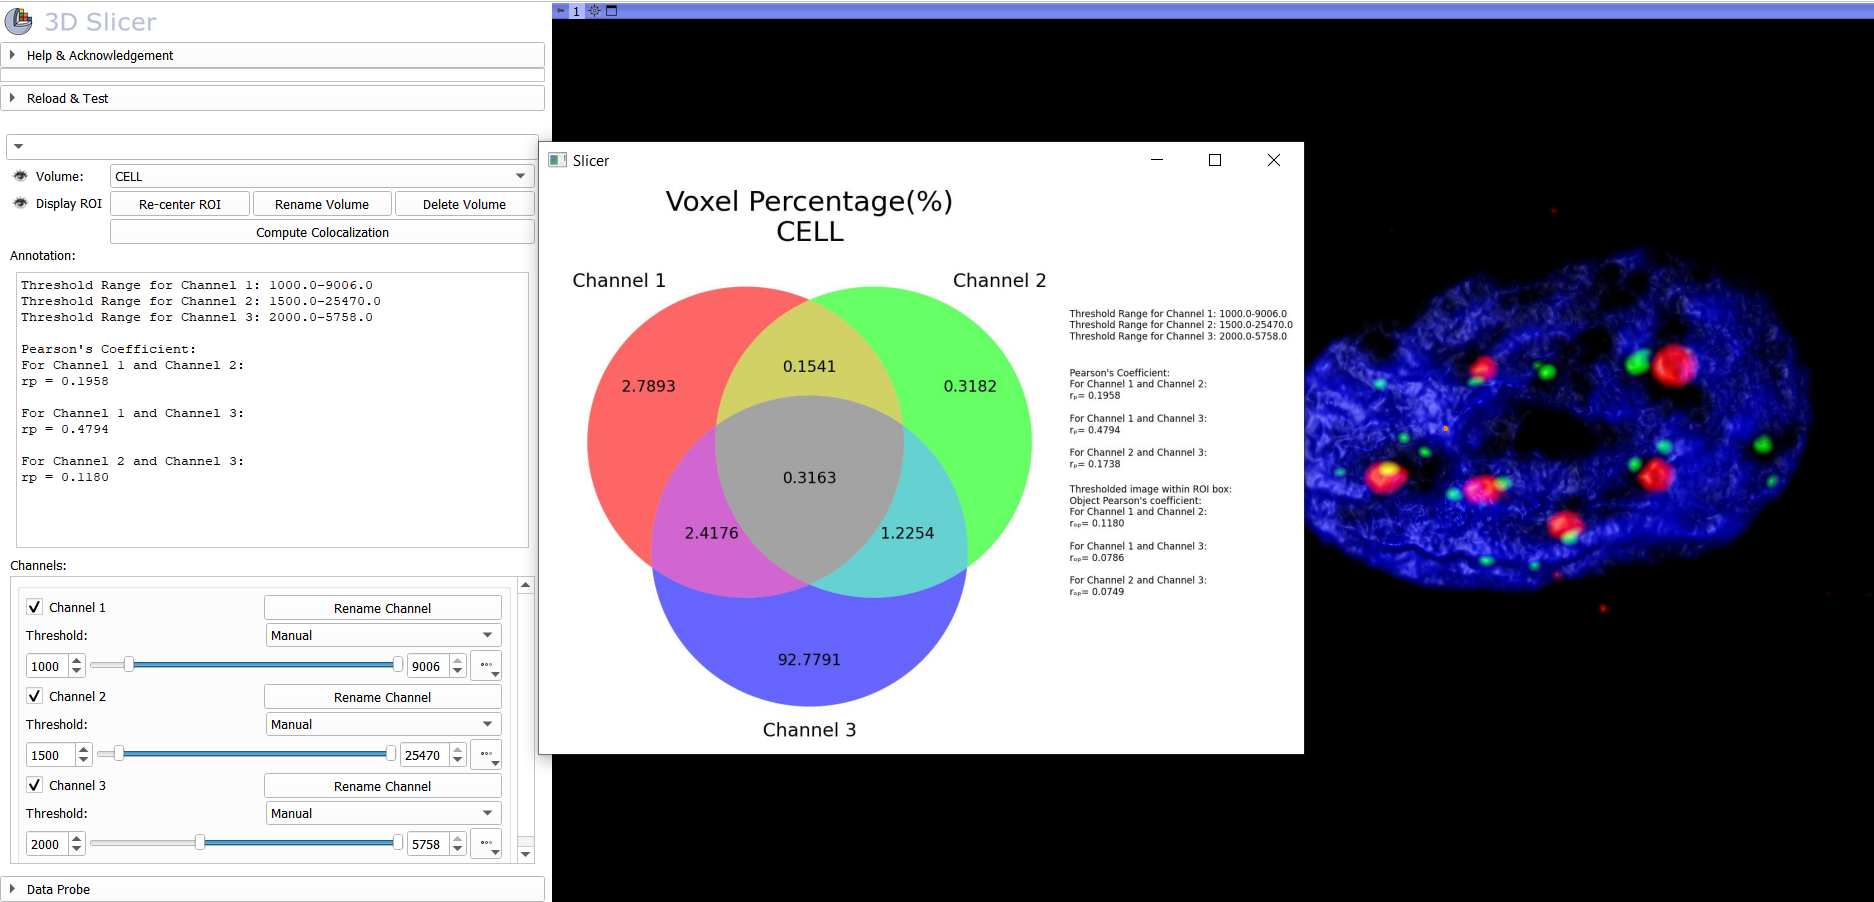 3D Slicer
Help & Acknowledgement
Reload & Test
Volume: CELL
Display ROI Re-center ROI Rename Volume Delete Volume
Compute Colocalization
Annotation:
Threshold Range for Channel 1: 1000.0-9006.0
Threshold Range for Channel 2: 1500.0-25470.0
Threshold Range for Channel 3: 2000.0-5758.0
Pearson's Coefficient:
For Channel 1 and Channel 2:
rp = 0.1958
For Channel 1 and Channel 3:
rp = 0.4794
For Channel 2 and Channel 3:
rp = 0.1180
Channels:
Channel 1 Rename Channel
Threshold: Manual
1000 9006
Channel 2 Rename Channel
Threshold: Manual
1500 25470
Channel 3 Rename Channel
Threshold: Manual
2000 5758
Data Probe
1
Slicer
Voxel Percentage(%)
CELL
Channel 1 Channel 2
0.1541
2.7893 0.3182
0.3163
2.4176 1.2254
92.7791
Channel 3
Threshold Range for Channel 1: 1000.0-9006.0
Threshold Range for Channel 2: 1500.0-25470.0
Threshold Range for Channel 3: 2000.0-5758.0
Pearson's Coefficient:
For Channel 1 and Channel 2:
rₚ= 0.1958
For Channel 1 and Channel 3:
rₚ= 0.4794
For Channel 2 and Channel 3:
rₚ= 0.1738
Thresholded image within ROI box:
Object Pearson's coefficient:
For Channel 1 and Channel 2:
rₒₚ= 0.1180
For Channel 1 and Channel 3:
rₒₚ= 0.0786
For Channel 2 and Channel 3:
rₒₚ= 0.0749